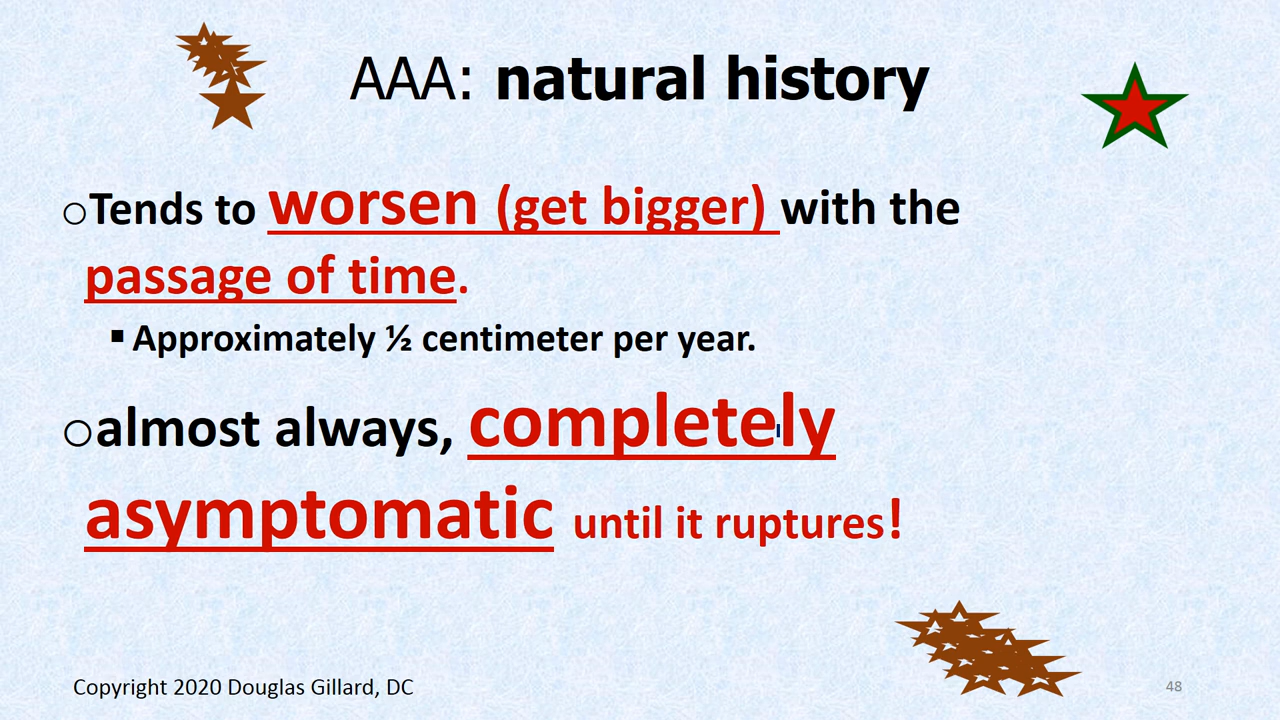 AAA: natural history
○Tends to worsen (get bigger) with the
passage of time.
▪Approximately ½ centimeter per year.
○almost always, completely
asymptomatic until it ruptures!
Copyright 2020 Douglas Gillard, DC
48